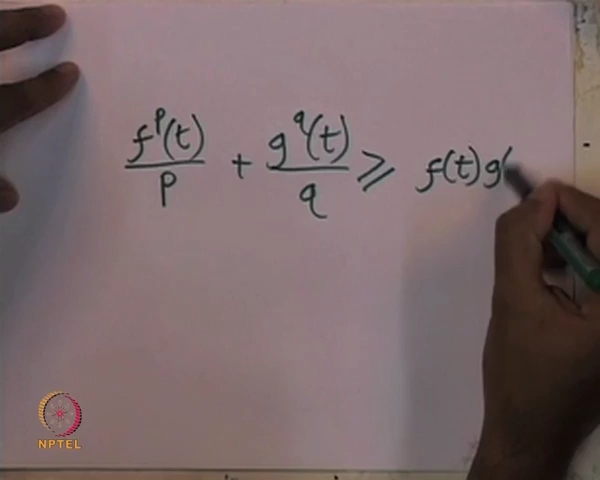 f^p(t)/p + g^q(t)/q ≥ f(t)g(
NPTEL